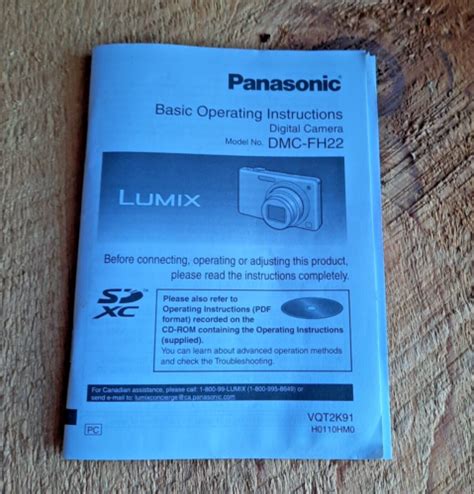 Panasonic
Basic Operating Instructions
Digital Camera
Model No. DMC-FH22
LUMIX
Before connecting, operating or adjusting this product,
please read the instructions completely.
SD
XC
Please also refer to
Operating Instructions (PDF
format) recorded on the
CD-ROM containing the Operating Instructions
(supplied).
You can learn about advanced operation methods
and check the Troubleshooting.
For Canadian assistance, please call: 1-800-99-LUMIX (1-800-995-8649) or
send e-mail to: lumixconcierge@ca.panasonic.com
PC
VQT2K91
H0110HM0